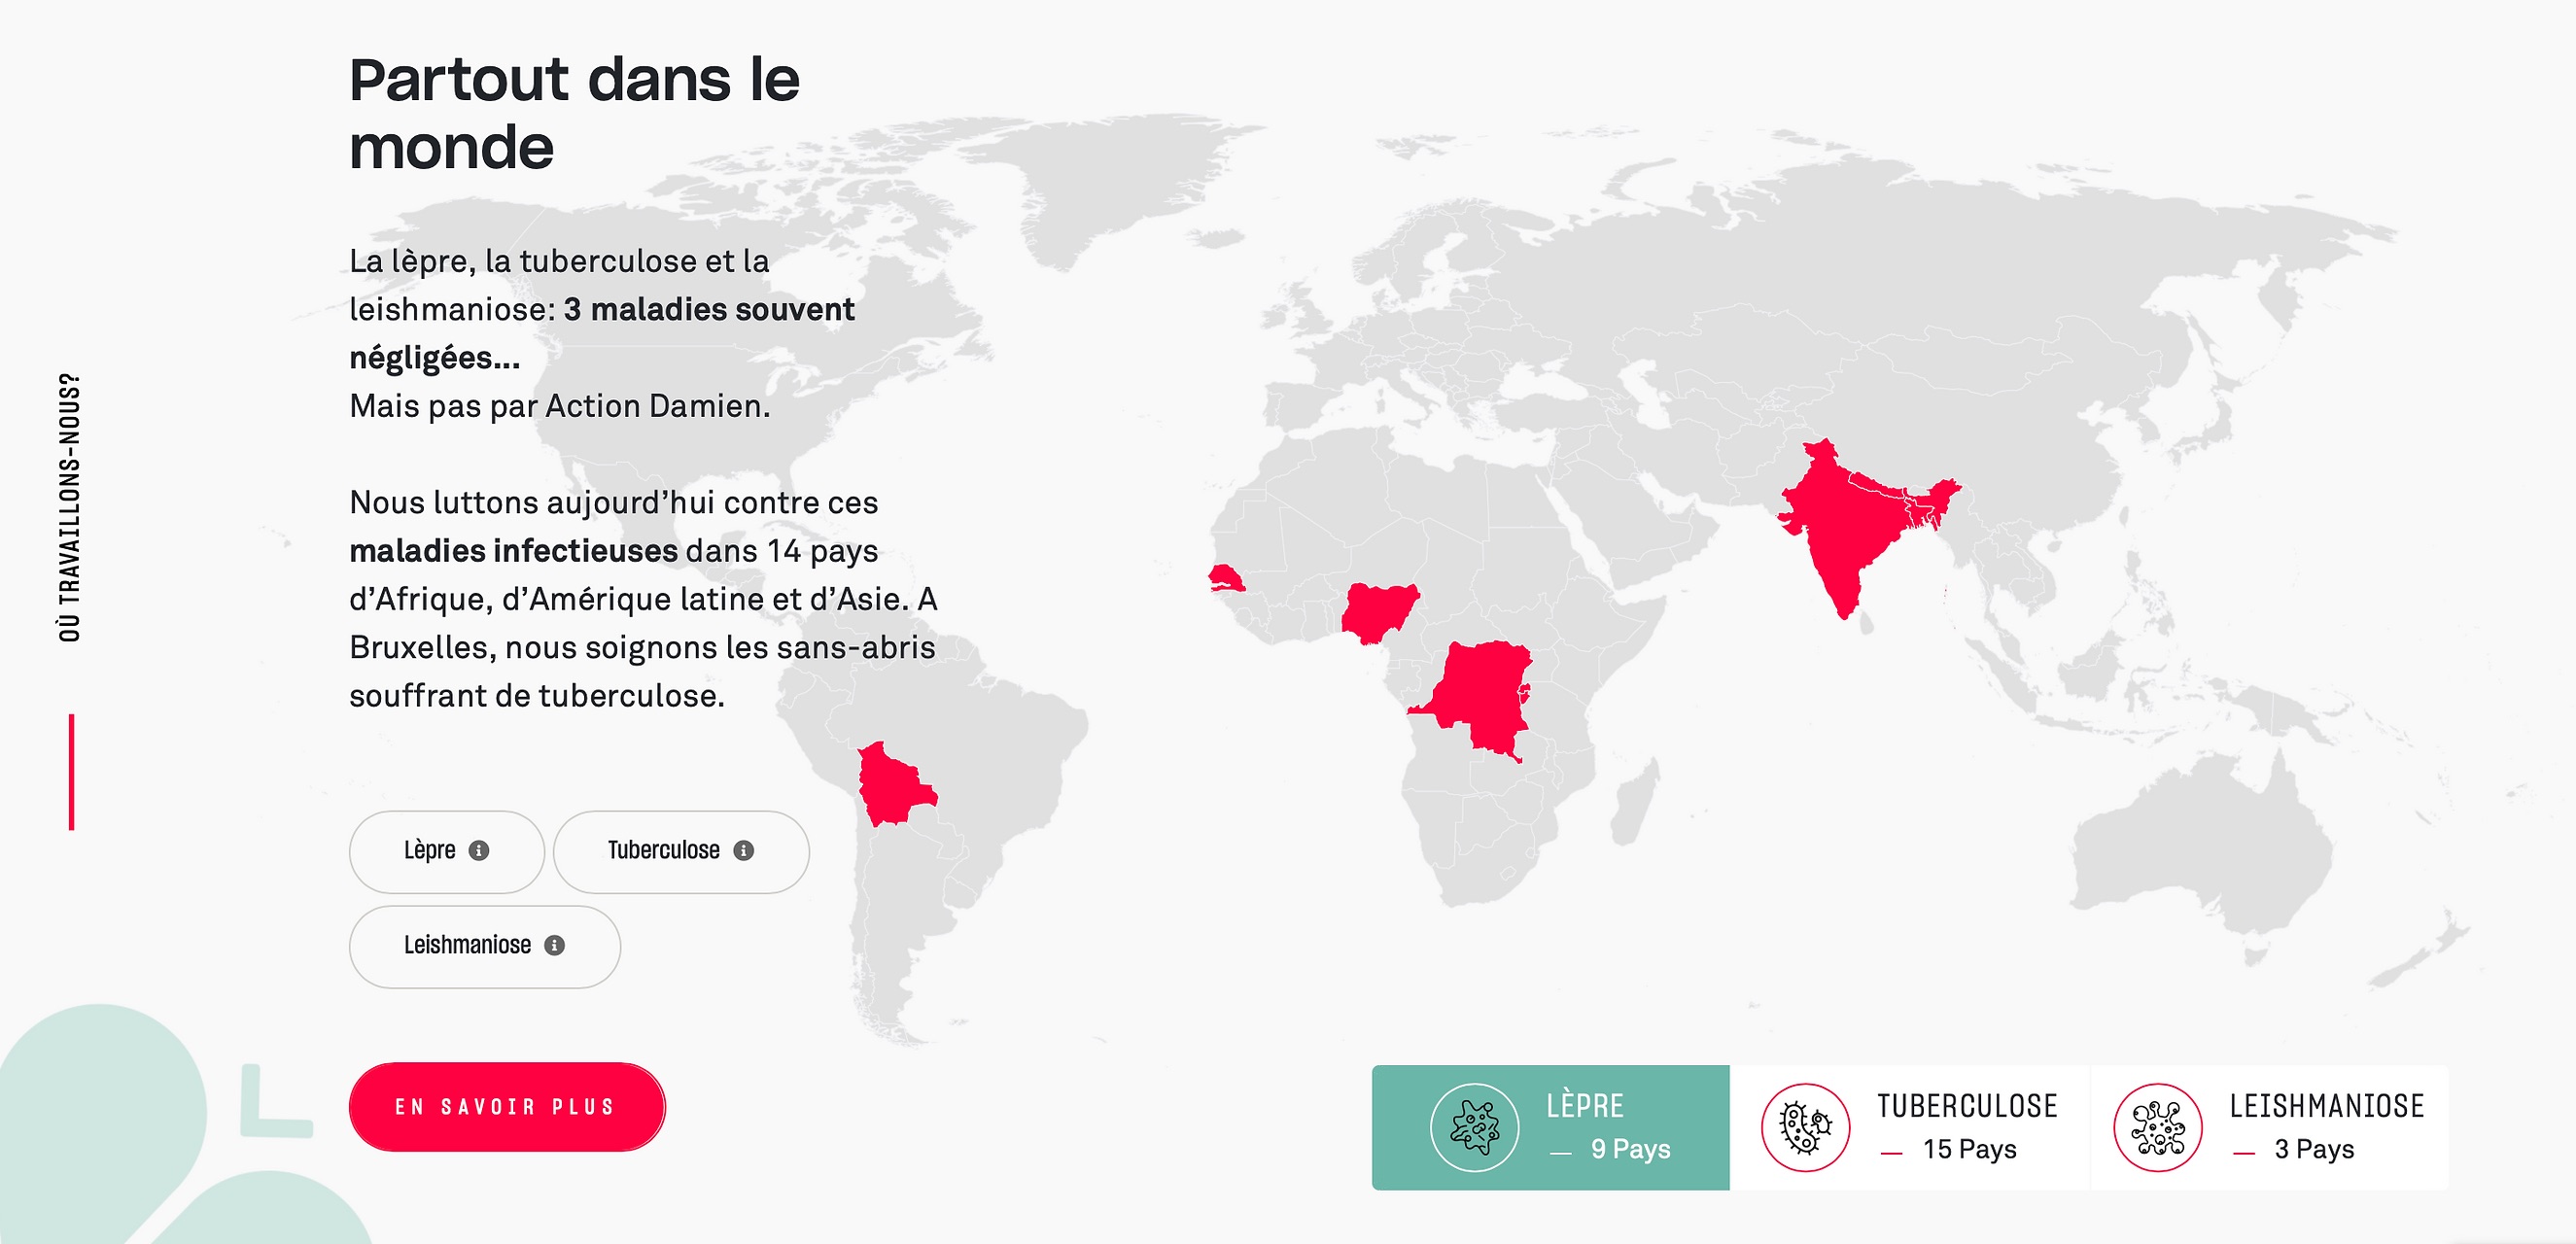 Partout dans le
monde
La lèpre, la tuberculose et la
leishmaniose: 3 maladies souvent
négligées...
Mais pas par Action Damien.
Nous luttons aujourd’hui contre ces
maladies infectieuses dans 14 pays
d’Afrique, d’Amérique latine et d’Asie. A
Bruxelles, nous soignons les sans-abris
souffrant de tuberculose.
OÙ TRAVAILLONS-NOUS?
Lèpre
Tuberculose
Leishmaniose
EN SAVOIR PLUS
LÈPRE
— 9 Pays
TUBERCULOSE
— 15 Pays
LEISHMANIOSE
— 3 Pays